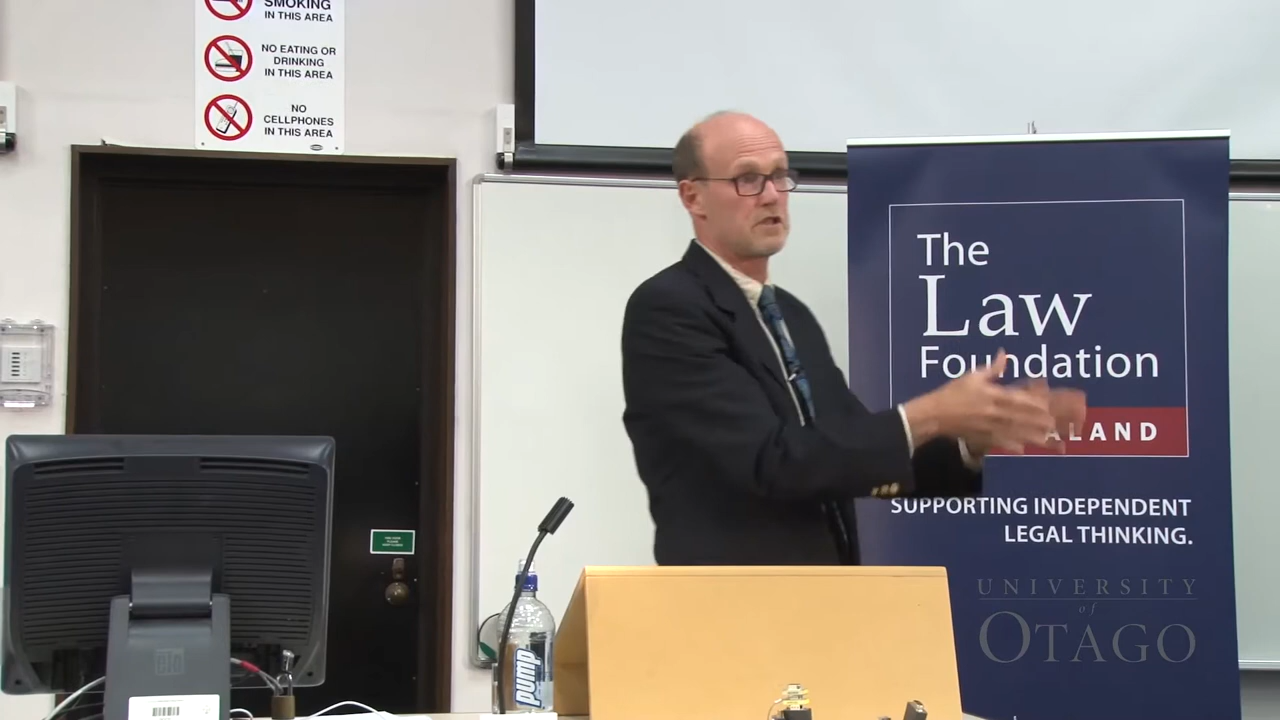 SMOKING
IN THIS AREA
NO EATING OR
DRINKING
IN THIS AREA
NO
CELLPHONES
IN THIS AREA
The
Law
Foundation
ALAND
SUPPORTING INDEPENDENT
LEGAL THINKING.
UNIVERSITY
of
OTAGO
pump